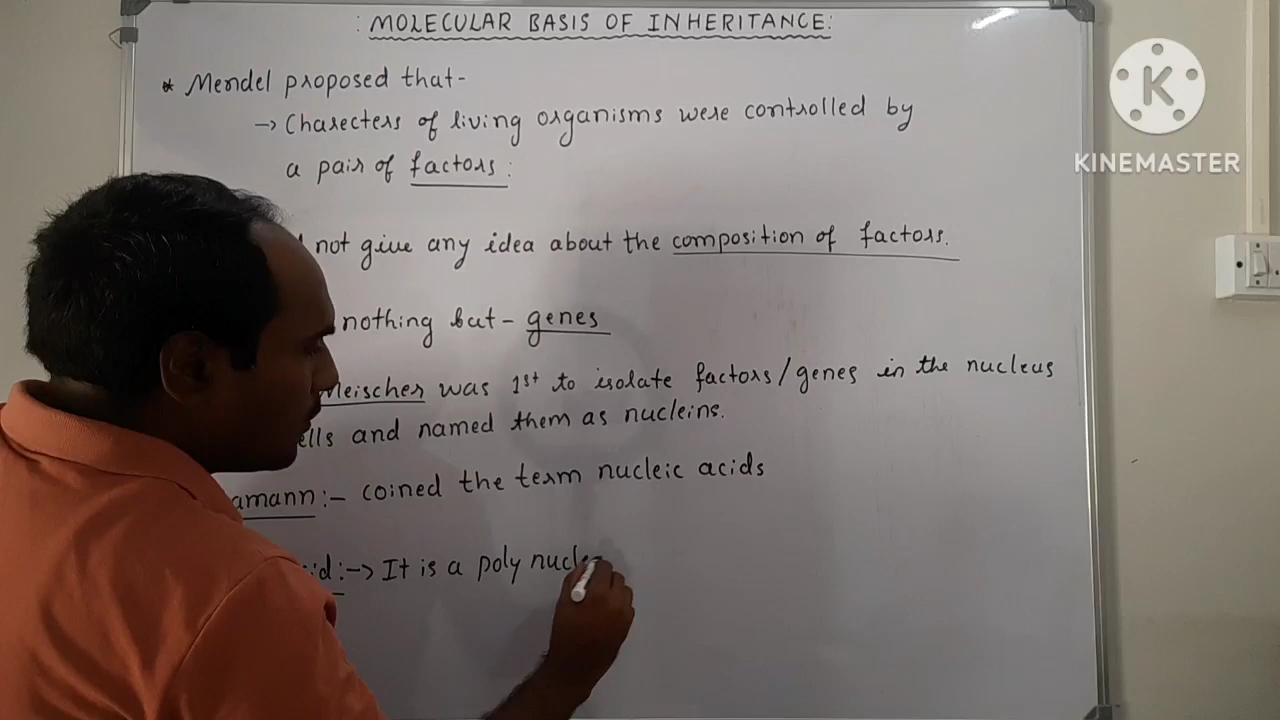 : MOLECULAR BASIS OF INHERITANCE:
* Mendel proposed that-
→ Charecters of living organisms were controlled by
a pair of factors:
not give any idea about the composition of factors.
nothing but- genes
Meischer was 1st to isolate factors/genes in the nucleus
ells and named them as nucleins.
amann:- coined the term nucleic acids
id:-> It is a poly nucle
K
KINEMASTER